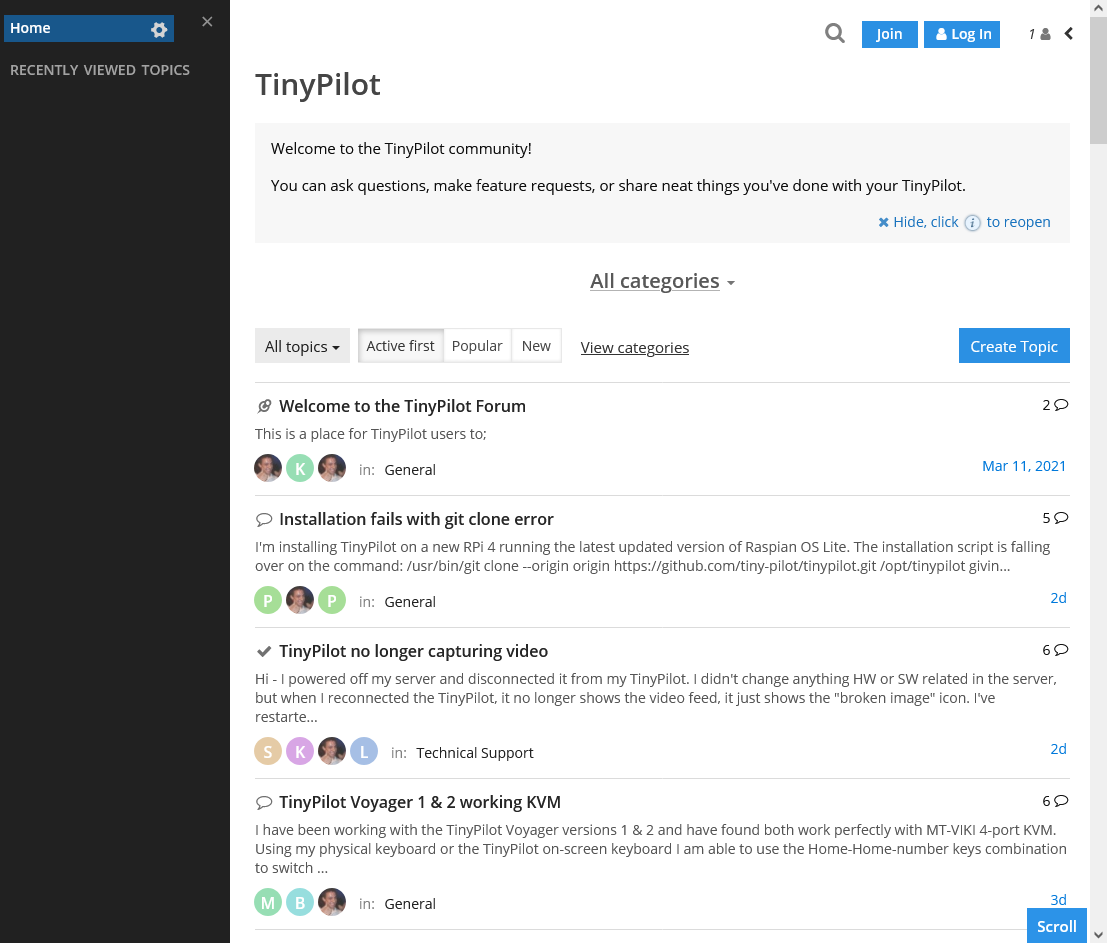 Home
RECENTLY VIEWED TOPICS
Join
Log In
1
TinyPilot
Welcome to the TinyPilot community!
You can ask questions, make feature requests, or share neat things you've done with your TinyPilot.
Hide, click i to reopen
All categories
All topics
Active first
Popular
New
View categories
Create Topic
Welcome to the TinyPilot Forum
2
This is a place for TinyPilot users to;
K
in: General
Mar 11, 2021
Installation fails with git clone error
5
I'm installing TinyPilot on a new RPi 4 running the latest updated version of Raspian OS Lite. The installation script is falling
over on the command: /usr/bin/git clone --origin origin https://github.com/tiny-pilot/tinypilot.git /opt/tinypilot givin...
P P
in: General
2d
TinyPilot no longer capturing video
6
Hi - I powered off my server and disconnected it from my TinyPilot. I didn't change anything HW or SW related in the server,
but when I reconnected the TinyPilot, it no longer shows the video feed, it just shows the "broken image" icon. I've
restarte...
S K L
in: Technical Support
2d
TinyPilot Voyager 1 & 2 working KVM
6
I have been working with the TinyPilot Voyager versions 1 & 2 and have found both work perfectly with MT-VIKI 4-port KVM.
Using my physical keyboard or the TinyPilot on-screen keyboard I am able to use the Home-Home-number keys combination
to switch ...
M B
in: General
3d
Scroll